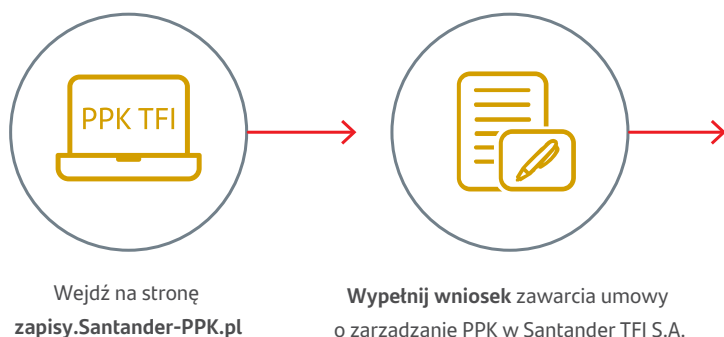 PPK TFI
Wejdź na stronę
zapisy.Santander-PPK.pl
Wypełnij wniosek zawarcia umowy
o zarzadzanie PPK w Santander TFI S.A.